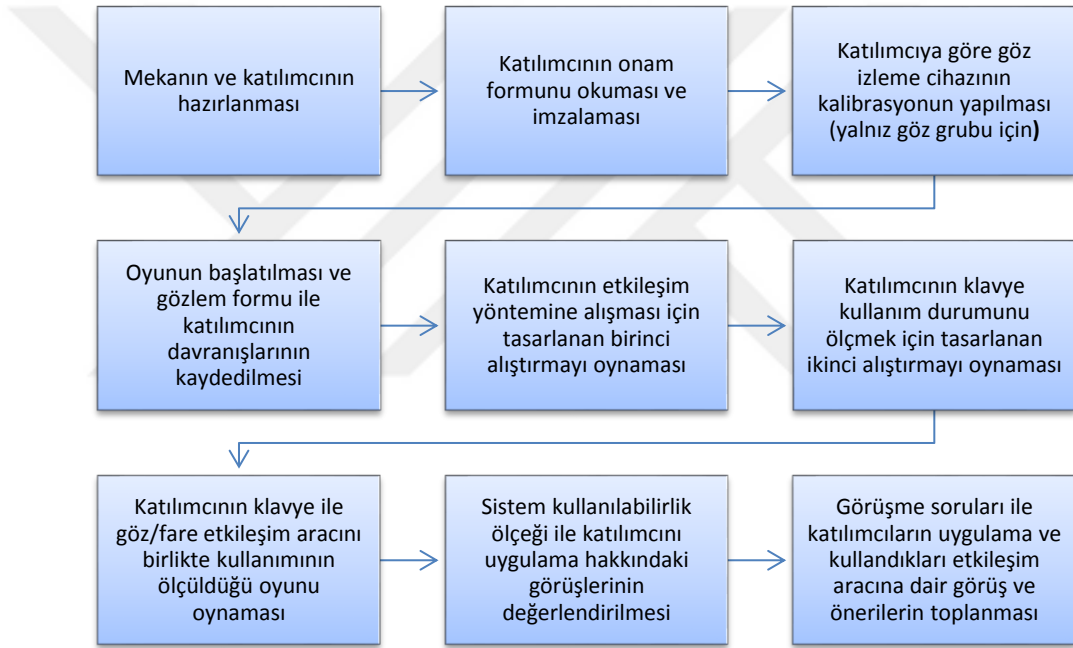 Mekanın ve katılımcının
hazırlanması
Katılımcının onam
formunu okuması ve
imzalaması
Katılımcıya göre göz
izleme cihazının
kalibrasyonun yapılması
(yalnız göz grubu için)
Oyunun başlatılması ve
gözlem formu ile
katılımcının
davranışlarının
kaydedilmesi
Katılımcının etkileşim
yöntemine alışması için
tasarlanan birinci
alıştırmayı oynaması
Katılımcının klavye
kullanım durumunu
ölçmek için tasarlanan
ikinci alıştırmayı oynaması
Katılımcının klavye ile
göz/fare etkileşim aracını
birlikte kullanımının
ölçüldüğü oyunu
oynaması
Sistem kullanılabilirlik
ölçeği ile katılımcını
uygulama hakkındaki
görüşlerinin
değerlendirilmesi
Görüşme soruları ile
katılımcıların uygulama ve
kullandıkları etkileşim
aracına dair görüş ve
önerilerin toplanması